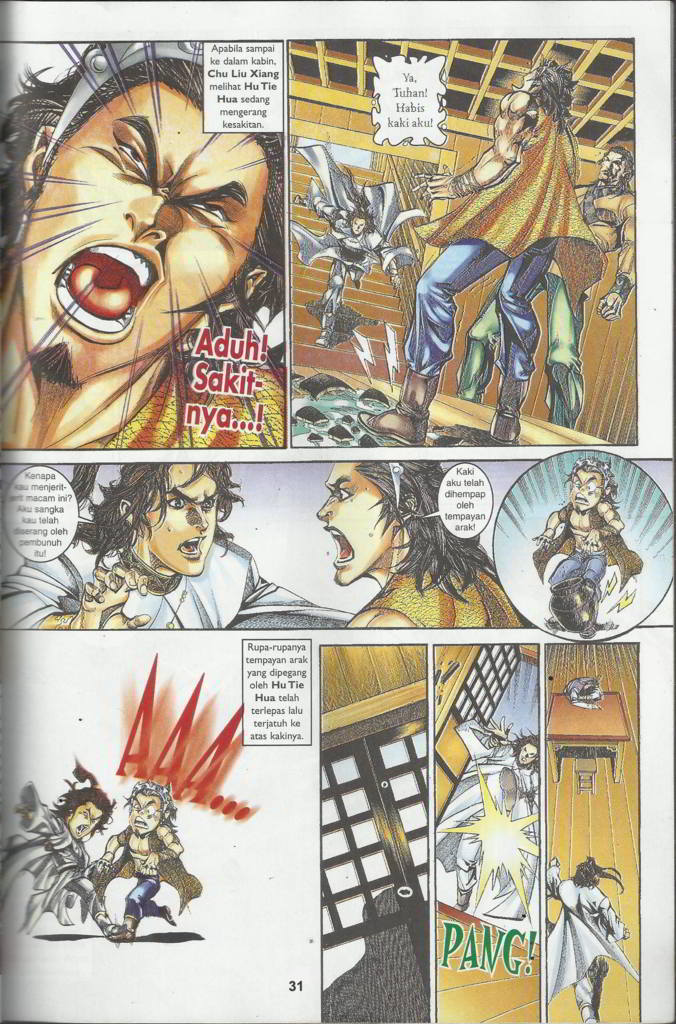 Apabila sampai
ke dalam kabin,
Chu Liu Xiang
melihat Hu Tie
Hua sedang
mengerang
kesakitan.
Aduh!
Sakit-
nya...!
Ya,
Tuhan!
Habis
kaki aku!
Kenapa
kau menjerit-
jerit macam ini?
Aku sangka
kau telah
diserang oleh
pembunuh
itu!
Kaki
aku telah
dihempap
oleh
tempayan
arak!
Rupa-rupanya
tempayan arak
yang dipegang
oleh Hu Tie
Hua telah
terlepas lalu
terjatuh ke
atas kakinya.
AAA...
PANG!
31